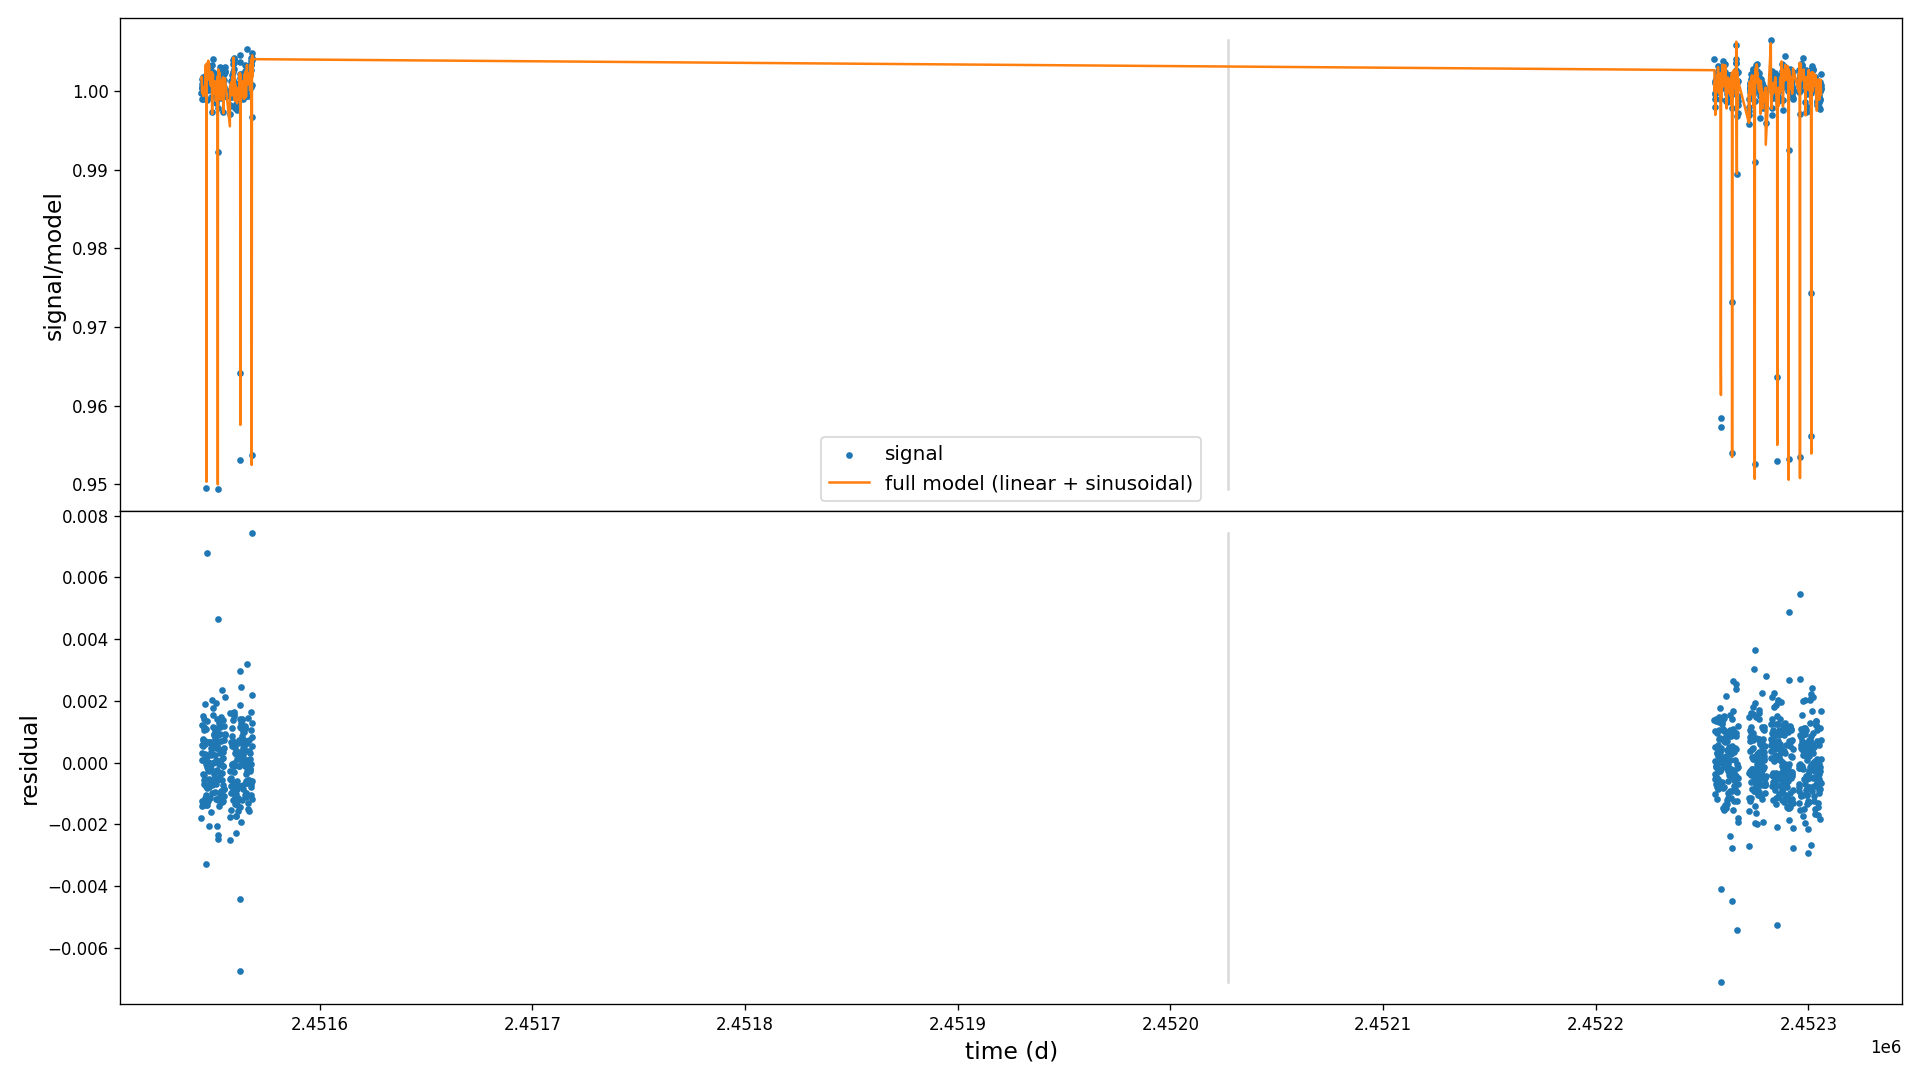 1.00
0.99
0.98
0.97
0.96
0.95
signal/model
signal
full model (linear + sinusoidal)
0.008
0.006
0.004
0.002
0.000
−0.002
−0.004
−0.006
residual
2.4516 2.4517 2.4518 2.4519 2.4520 2.4521 2.4522 2.4523
1e6
time (d)